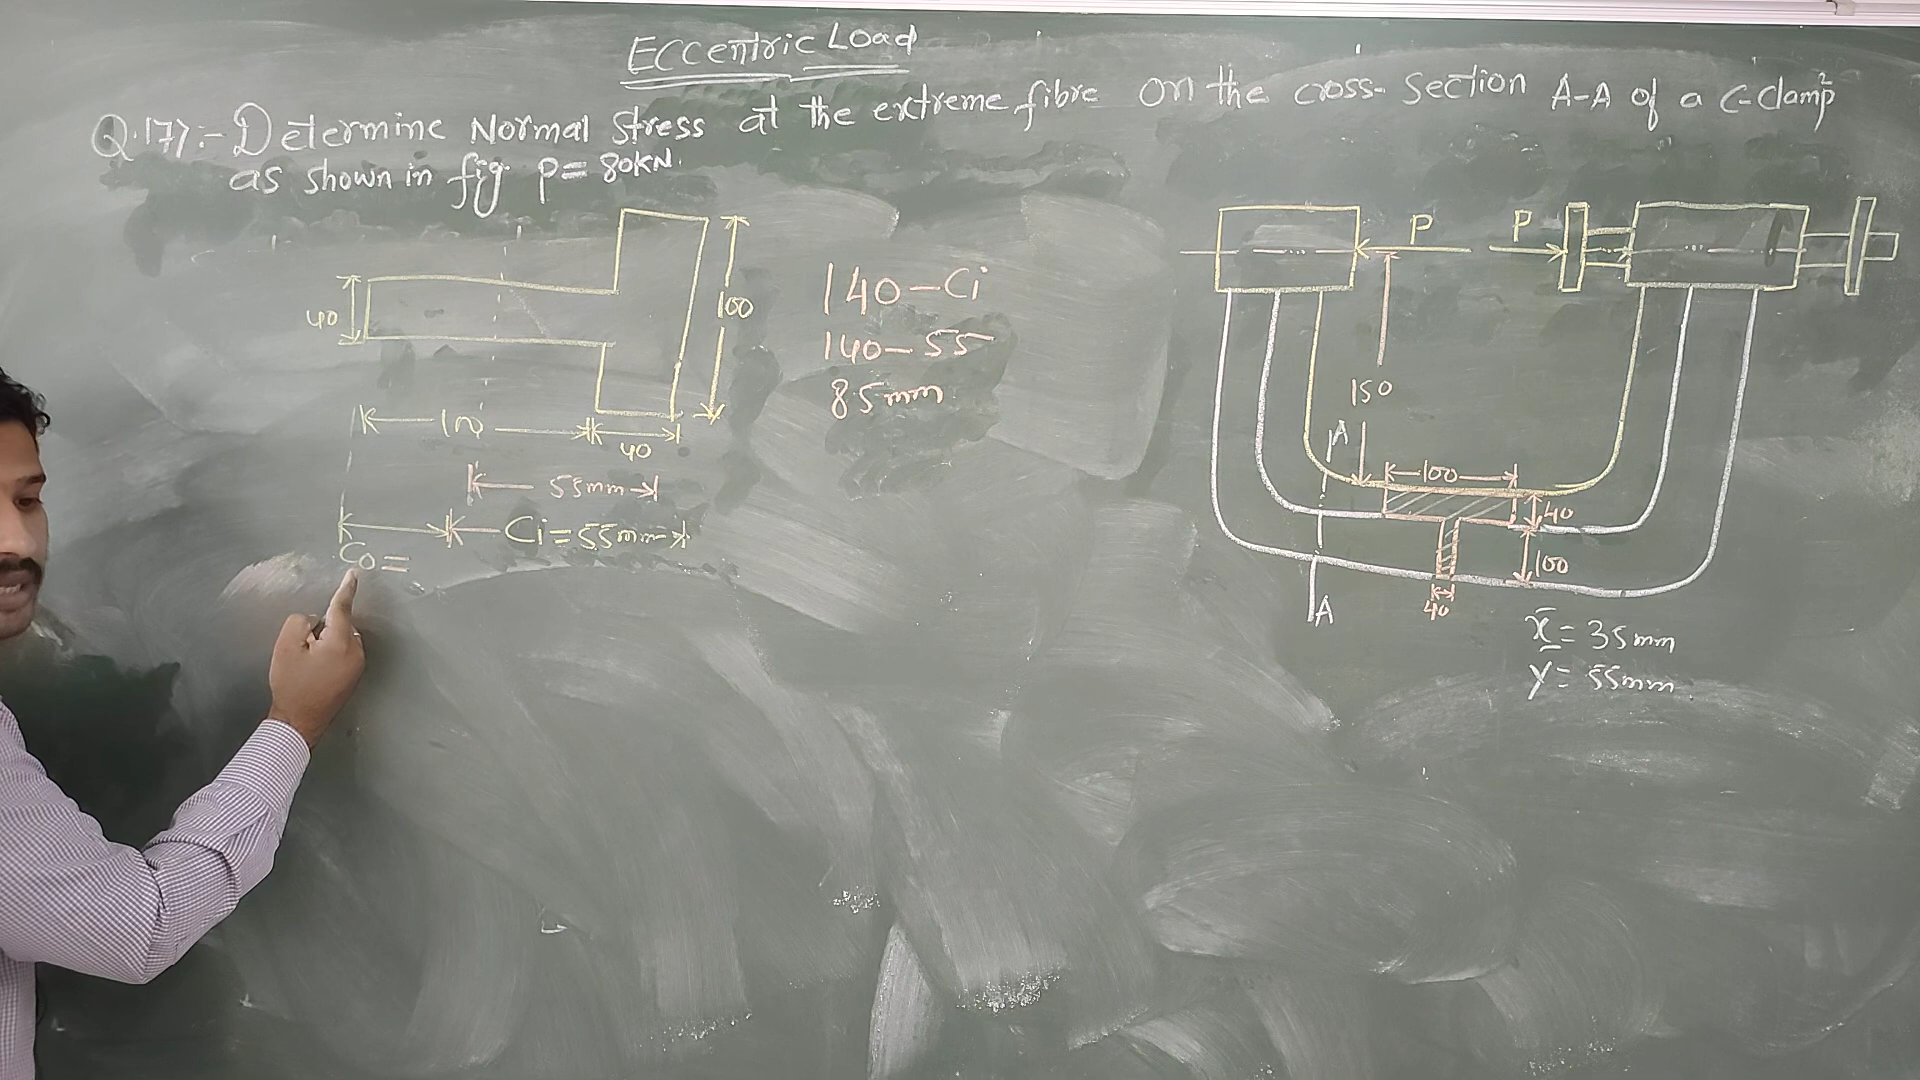 Eccentric Load
Q.17):- Determine Normal Stress at the extreme fibre on the cross-section A-A of a C-clamp
as shown in fig P= 80KN.
40
100
40
55mm
Ci=55mm
Co=
140-Ci
140-55
85mm
P P
150
A
100
40
100
40
A
x̄= 35mm
y= 55mm